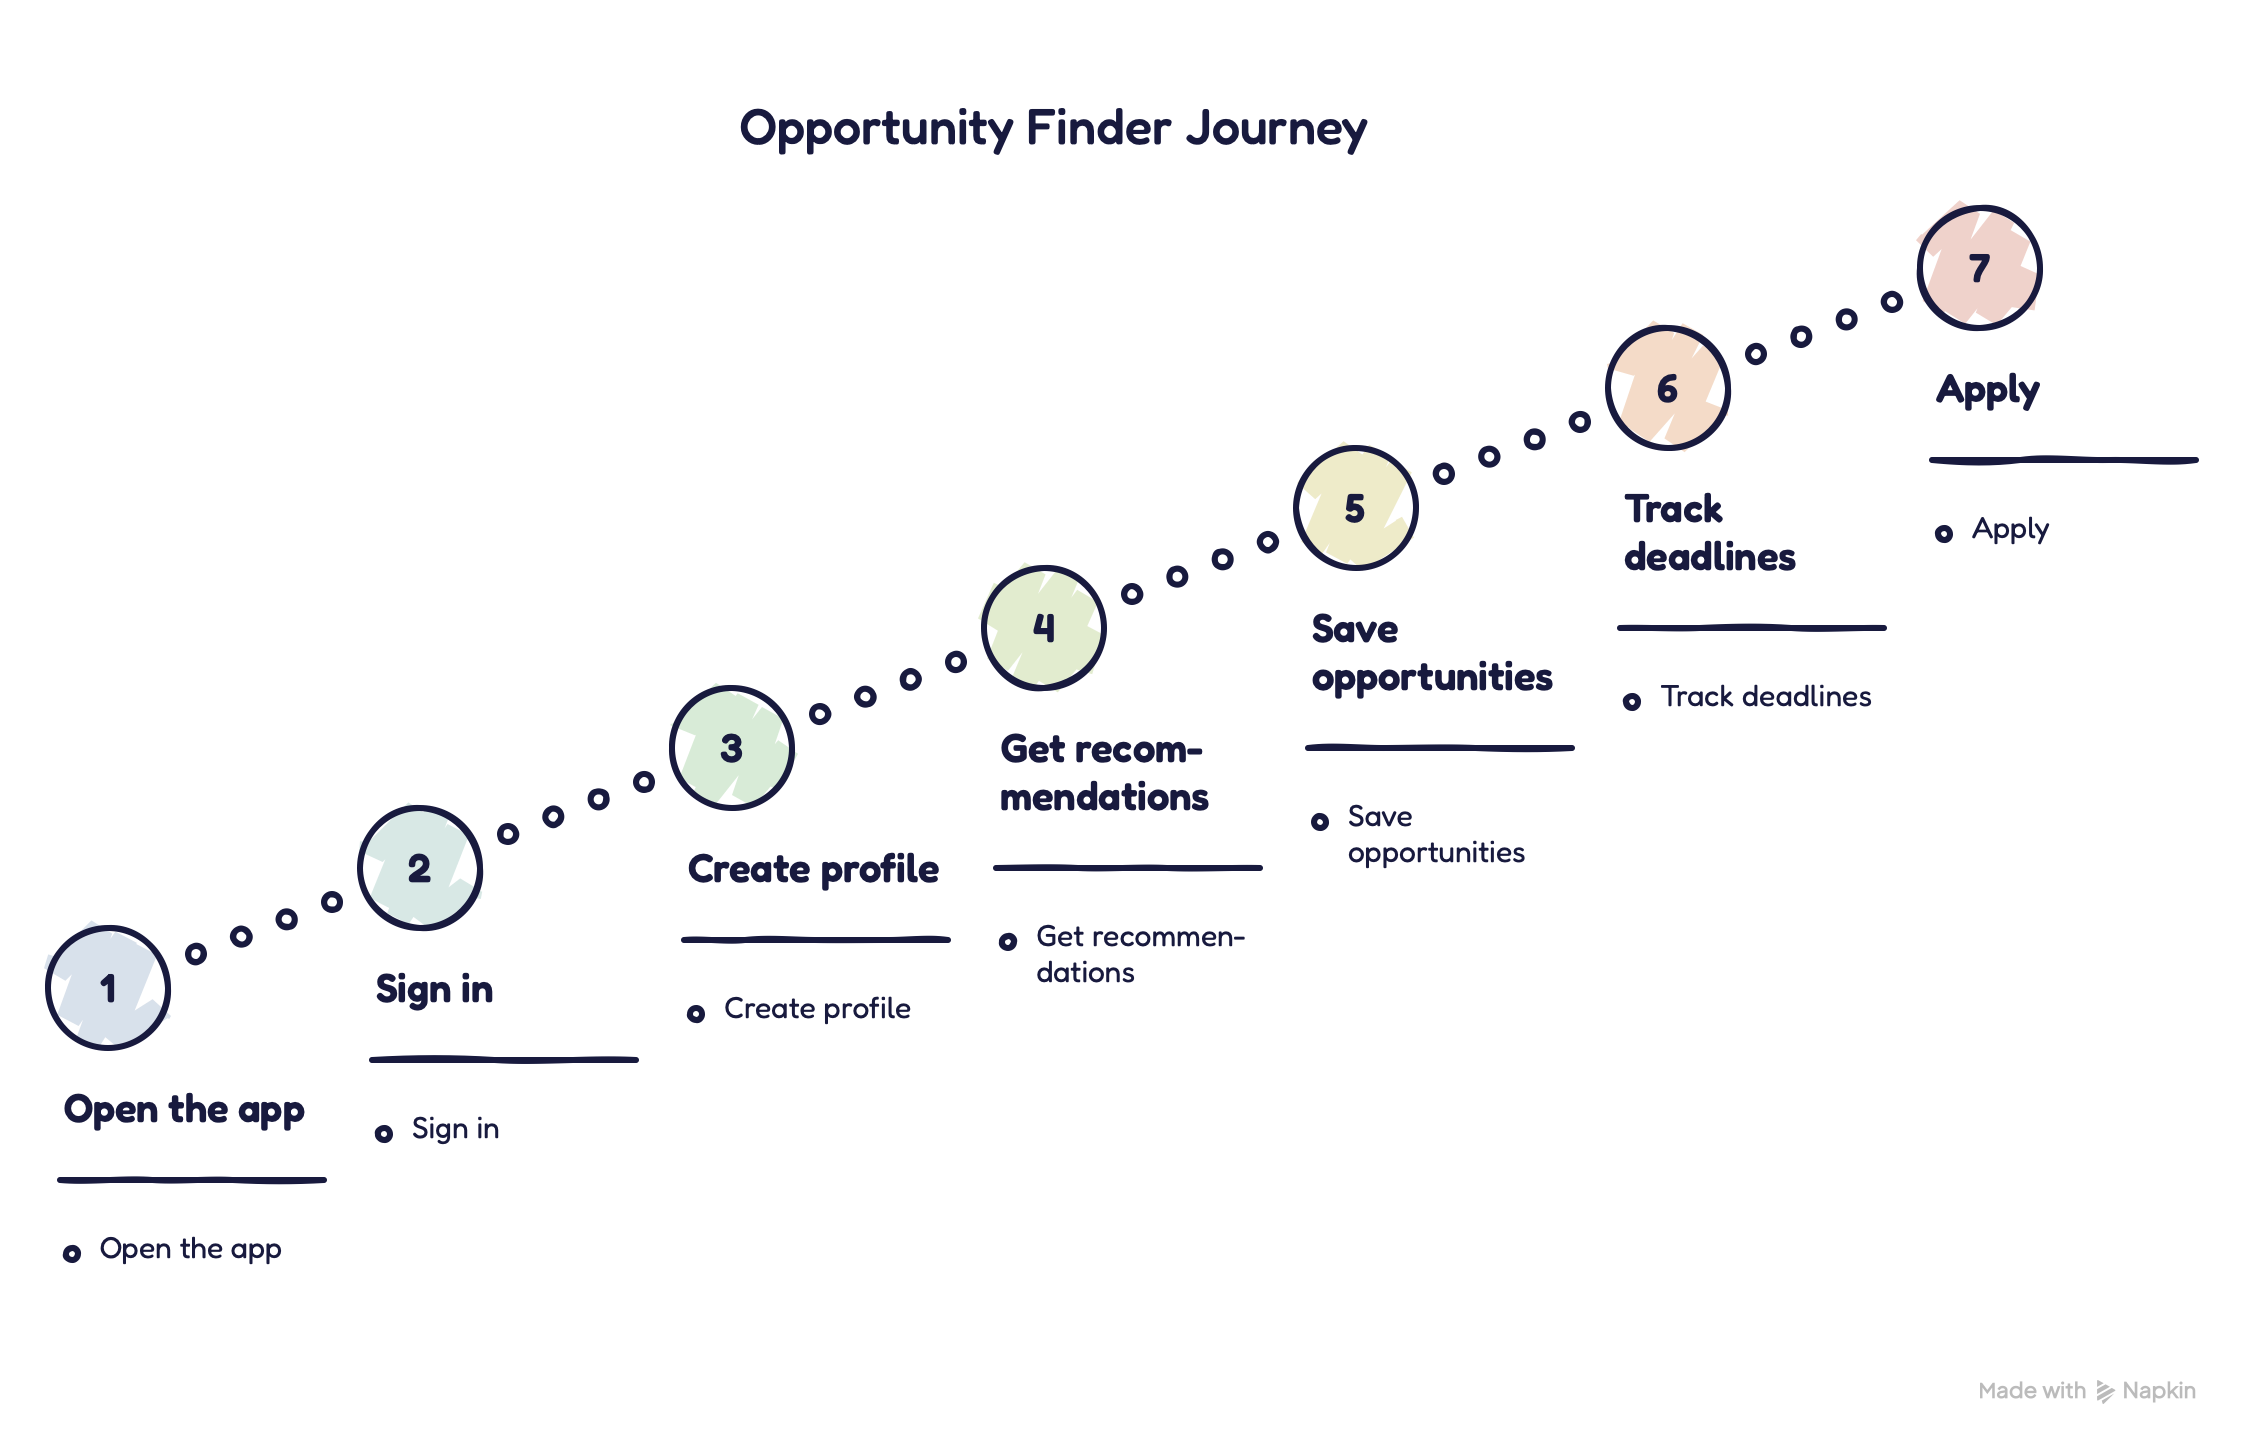 Opportunity Finder Journey
1
Open the app
Open the app
2
Sign in
Sign in
3
Create profile
Create profile
4
Get recom-
mendations
Get recommen-
dations
5
Save
opportunities
Save
opportunities
6
Track
deadlines
Track deadlines
7
Apply
Apply
Made with Napkin